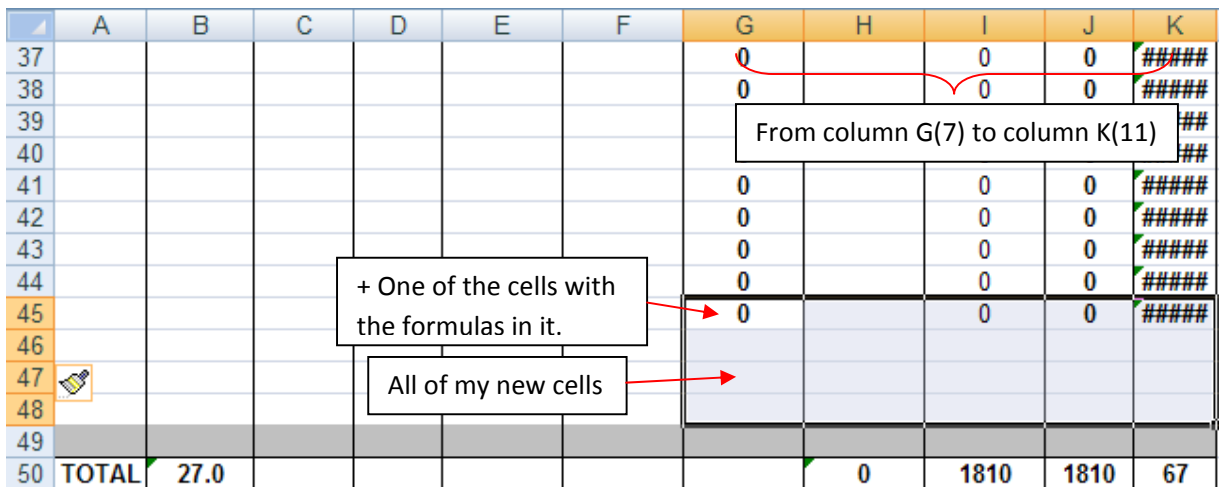 A B C D E F G H I J K
37 0 0 0 #####
38 0 0 0 #####
39 ##
From column G(7) to column K(11)
40 ##
41 0 0 0 #####
42 0 0 0 #####
43 0 0 0 #####
44 0 0 0 #####
+ One of the cells with
the formulas in it.
45 0 0 0 #####
46
47
All of my new cells
48
49
50 TOTAL 27.0 0 1810 1810 67